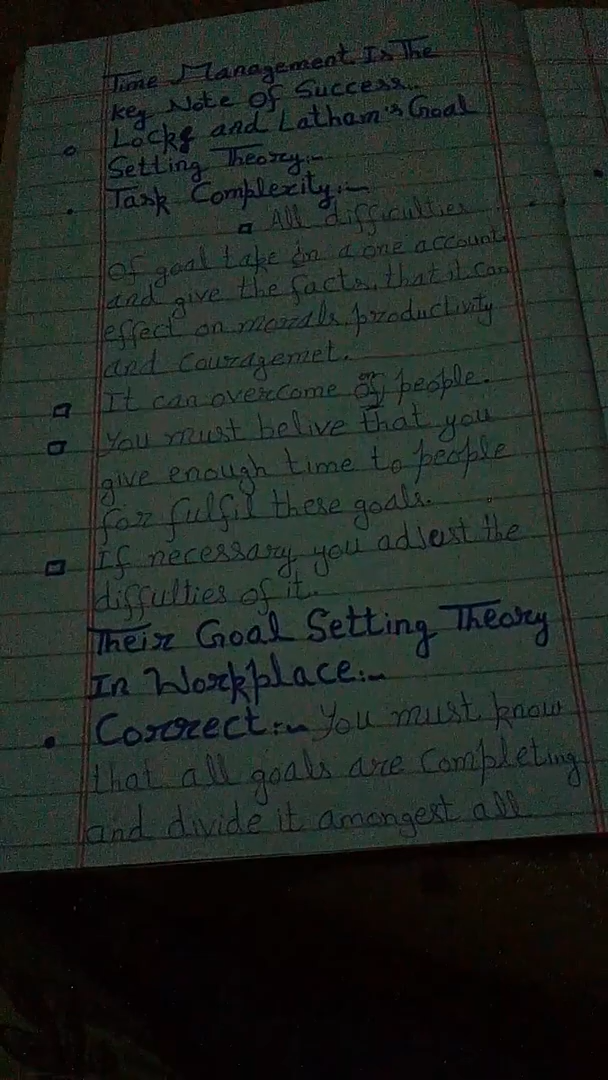 Time Management Is The
Key Note Of Success..
Locke and Latham's Goal
Setting Theory:-
Task Complexity:-
All difficulties
of goal take in a one account
and give the facts, that it can
effect on morals, productivity
and couragemet.
It can overcome of people.
You must belive that you
give enough time to people
for fulfil these goals.
If necessary you adjust the
diffculties of it.
Their Goal Setting Theory
In Workplace:-
Correct:- You must know
that all goals are completing
and divide it amongest all